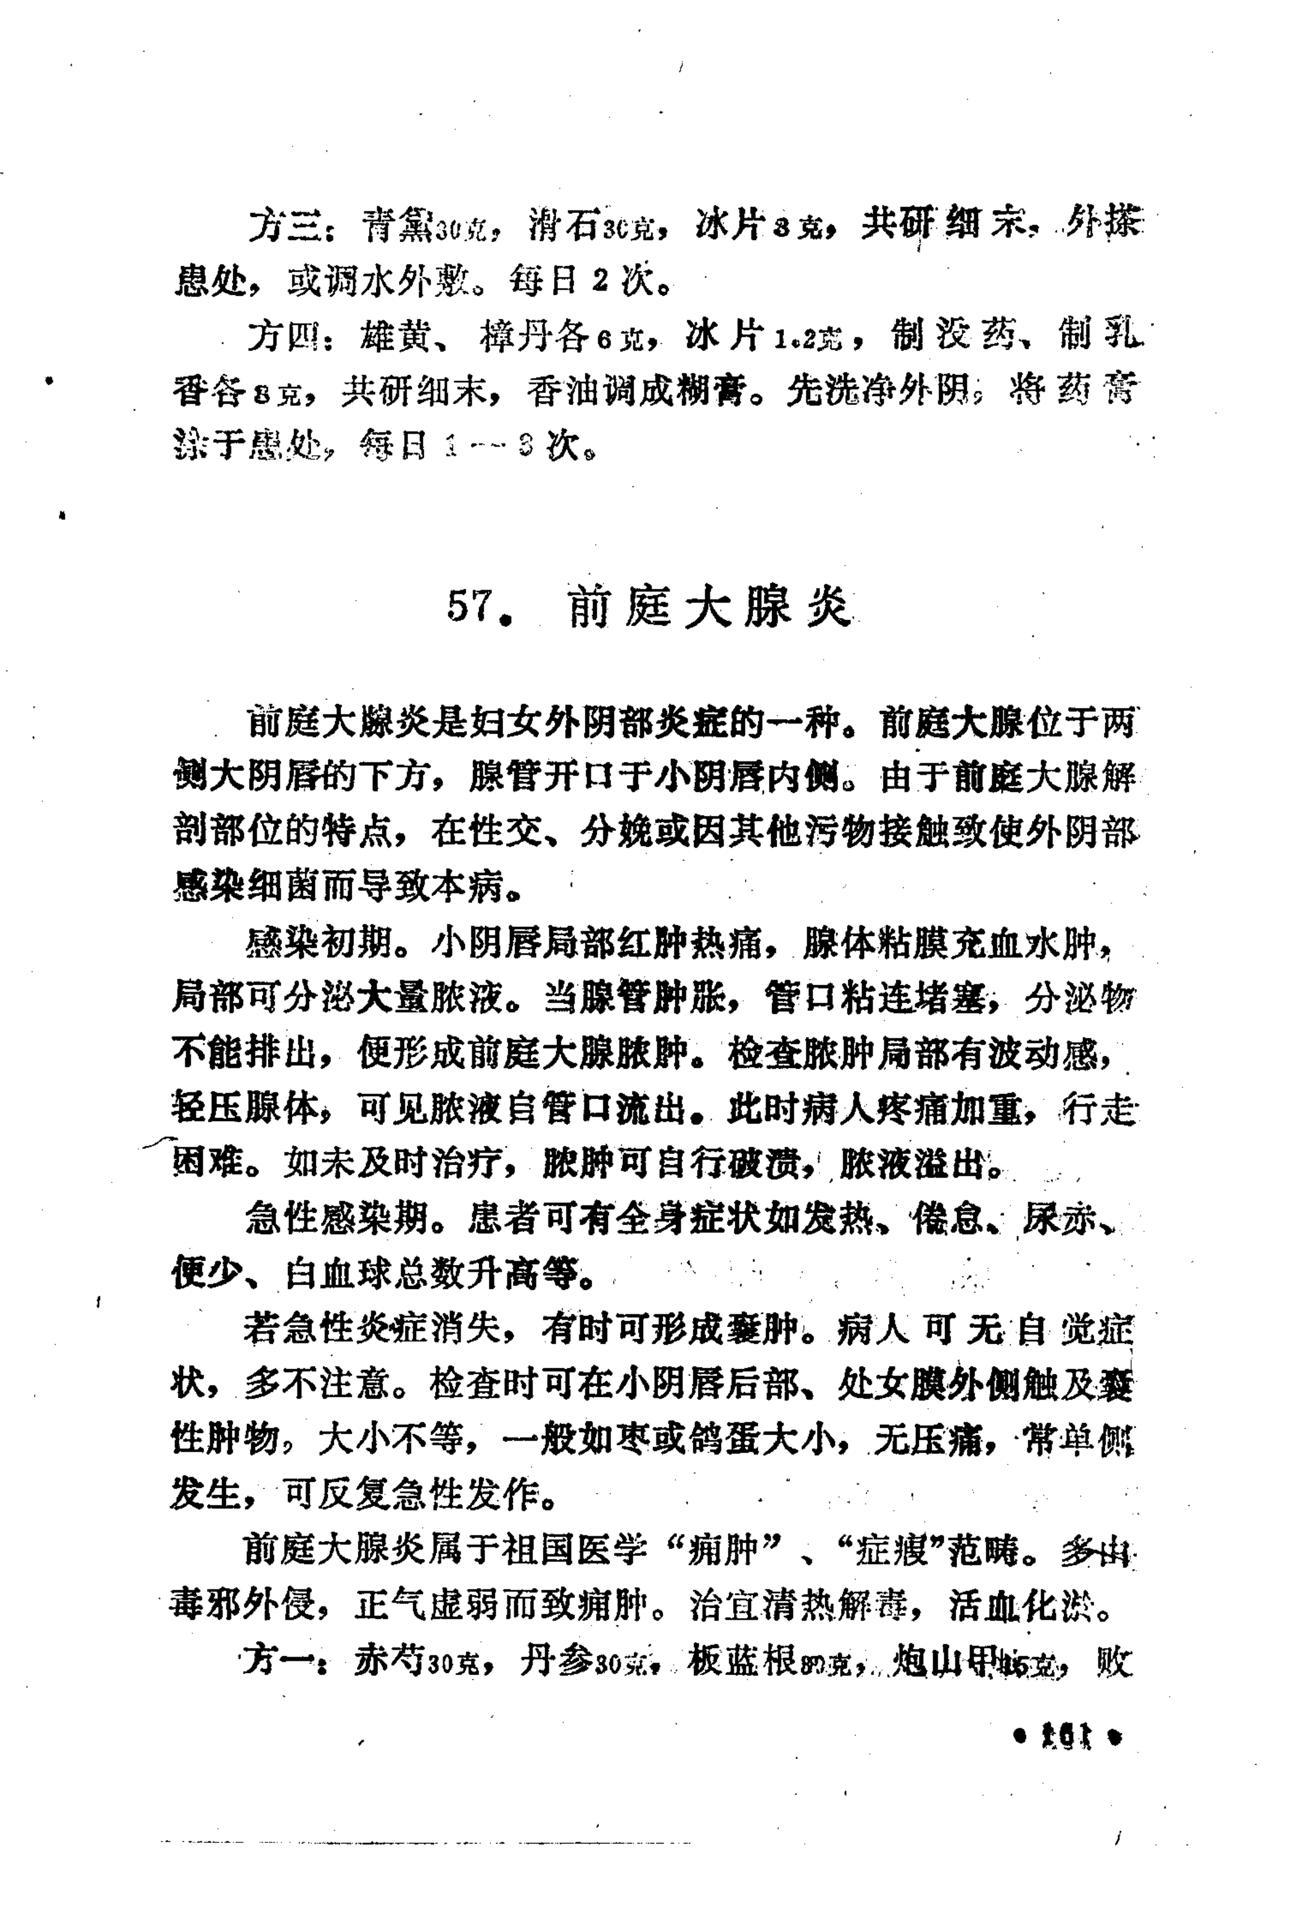 方三：青黛30克，滑石30克，冰片3克，共研细末，外搽
患处，或调水外敷。每日2次。
方四：雄黄、樟丹各6克，冰片1.2克，制没药、制乳
香各3克，共研细末，香油调成糊膏。先洗净外阴，将药膏
涂于患处，每日1—3次。
57．前庭大腺炎
前庭大腺炎是妇女外阴部炎症的一种。前庭大腺位于两
侧大阴唇的下方，腺管开口于小阴唇内侧。由于前庭大腺解
剖部位的特点，在性交、分娩或因其他污物接触致使外阴部
感染细菌而导致本病。
感染初期。小阴唇局部红肿热痛，腺体粘膜充血水肿，
局部可分泌大量脓液。当腺管肿胀，管口粘连堵塞，分泌物
不能排出，便形成前庭大腺脓肿。检查脓肿局部有波动感，
轻压腺体，可见脓液自管口流出。此时病人疼痛加重，行走
困难。如未及时治疗，脓肿可自行破溃，脓液溢出。
急性感染期。患者可有全身症状如发热、倦怠、尿赤、
便少、白血球总数升高等。
若急性炎症消失，有时可形成囊肿。病人可无自觉症
状，多不注意。检查时可在小阴唇后部、处女膜外侧触及囊
性肿物，大小不等，一般如枣或鸽蛋大小，无压痛，常单侧
发生，可反复急性发作。
前庭大腺炎属于祖国医学“痈肿”、“症瘕”范畴。多由
毒邪外侵，正气虚弱而致痈肿。治宜清热解毒，活血化淤。
方一：赤芍30克，丹参30克，板蓝根30克，炮山甲15克，败